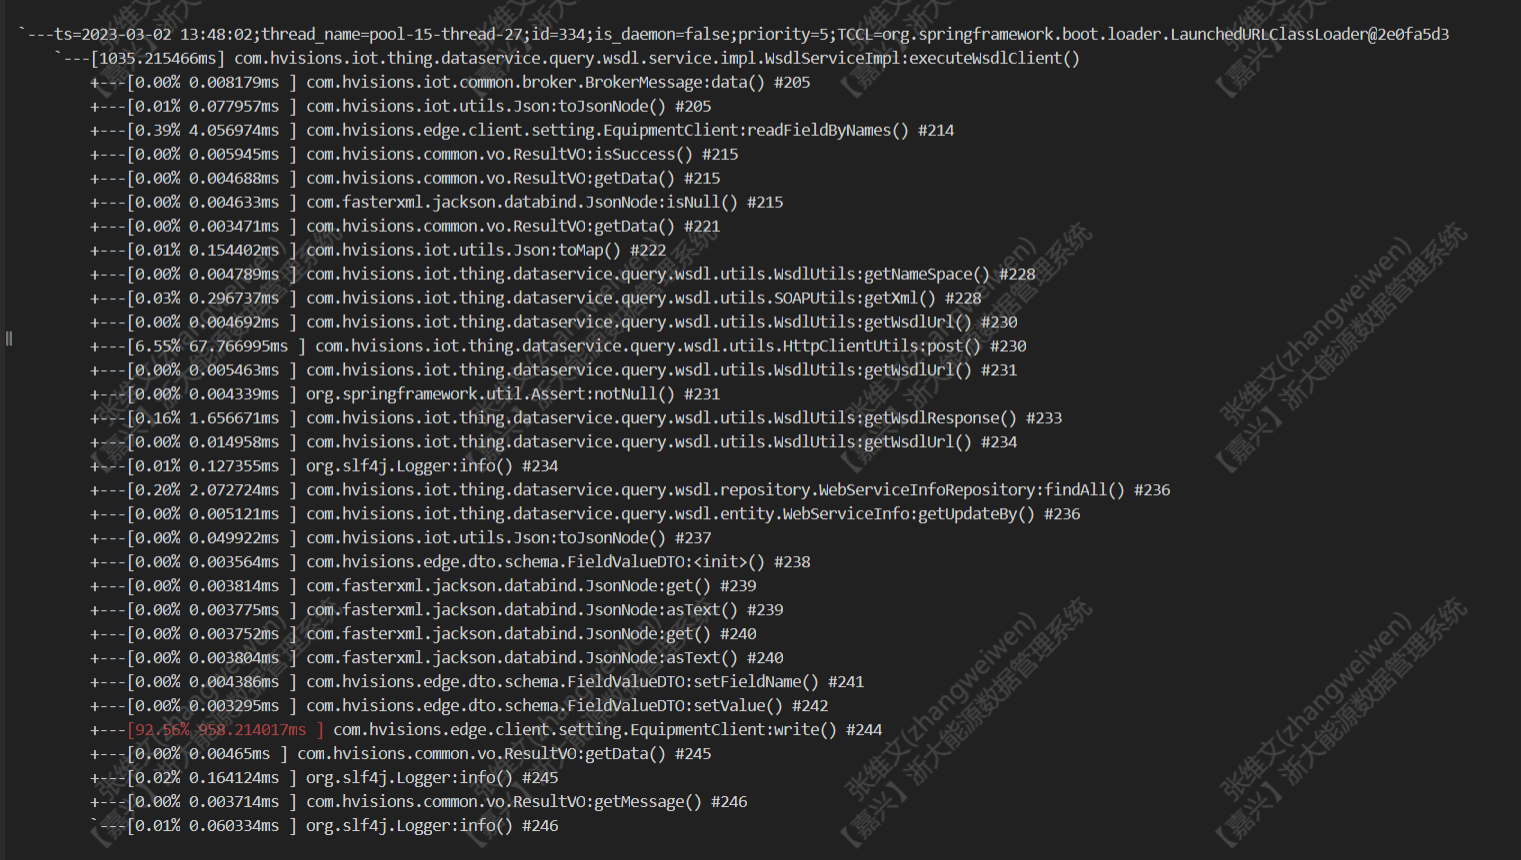 `---ts=2023-03-02 13:48:02;thread_name=pool-15-thread-27;id=334;is_daemon=false;priority=5;TCCL=org.springframework.boot.loader.LaunchedURLClassLoader@2e0fa5d3
`---[1035.215466ms] com.hvisions.iot.thing.dataservice.query.wsdl.service.impl.WsdlServiceImpl:executeWsdlClient()
+---[0.00% 0.008179ms ] com.hvisions.iot.common.broker.BrokerMessage:data() #205
+---[0.01% 0.077957ms ] com.hvisions.iot.utils.Json:toJsonNode() #205
+---[0.39% 4.056974ms ] com.hvisions.edge.client.setting.EquipmentClient:readFieldByNames() #214
+---[0.00% 0.005945ms ] com.hvisions.common.vo.ResultVO:isSuccess() #215
+---[0.00% 0.004688ms ] com.hvisions.common.vo.ResultVO:getData() #215
+---[0.00% 0.004633ms ] com.fasterxml.jackson.databind.JsonNode:isNull() #215
+---[0.00% 0.003471ms ] com.hvisions.common.vo.ResultVO:getData() #221
+---[0.01% 0.154402ms ] com.hvisions.iot.utils.Json:toMap() #222
+---[0.00% 0.004789ms ] com.hvisions.iot.thing.dataservice.query.wsdl.utils.WsdlUtils:getNameSpace() #228
+---[0.03% 0.296737ms ] com.hvisions.iot.thing.dataservice.query.wsdl.utils.SOAPUtils:getXml() #228
+---[0.00% 0.004692ms ] com.hvisions.iot.thing.dataservice.query.wsdl.utils.WsdlUtils:getWsdlUrl() #230
+---[6.55% 67.766995ms ] com.hvisions.iot.thing.dataservice.query.wsdl.utils.HttpClientUtils:post() #230
+---[0.00% 0.005463ms ] com.hvisions.iot.thing.dataservice.query.wsdl.utils.WsdlUtils:getWsdlUrl() #231
+---[0.00% 0.004339ms ] org.springframework.util.Assert:notNull() #231
+---[0.16% 1.656671ms ] com.hvisions.iot.thing.dataservice.query.wsdl.utils.WsdlUtils:getWsdlResponse() #233
+---[0.00% 0.014958ms ] com.hvisions.iot.thing.dataservice.query.wsdl.utils.WsdlUtils:getWsdlUrl() #234
+---[0.01% 0.127355ms ] org.slf4j.Logger:info() #234
+---[0.20% 2.072724ms ] com.hvisions.iot.thing.dataservice.query.wsdl.repository.WebServiceInfoRepository:findAll() #236
+---[0.00% 0.005121ms ] com.hvisions.iot.thing.dataservice.query.wsdl.entity.WebServiceInfo:getUpdateBy() #236
+---[0.00% 0.049922ms ] com.hvisions.iot.utils.Json:toJsonNode() #237
+---[0.00% 0.003564ms ] com.hvisions.edge.dto.schema.FieldValueDTO:<init>() #238
+---[0.00% 0.003814ms ] com.fasterxml.jackson.databind.JsonNode:get() #239
+---[0.00% 0.003775ms ] com.fasterxml.jackson.databind.JsonNode:asText() #239
+---[0.00% 0.003752ms ] com.fasterxml.jackson.databind.JsonNode:get() #240
+---[0.00% 0.003804ms ] com.fasterxml.jackson.databind.JsonNode:asText() #240
+---[0.00% 0.004386ms ] com.hvisions.edge.dto.schema.FieldValueDTO:setFieldName() #241
+---[0.00% 0.003295ms ] com.hvisions.edge.dto.schema.FieldValueDTO:setValue() #242
+---[92.56% 958.214017ms ] com.hvisions.edge.client.setting.EquipmentClient:write() #244
+---[0.00% 0.00465ms ] com.hvisions.common.vo.ResultVO:getData() #245
+---[0.02% 0.164124ms ] org.slf4j.Logger:info() #245
+---[0.00% 0.003714ms ] com.hvisions.common.vo.ResultVO:getMessage() #246
`---[0.01% 0.060334ms ] org.slf4j.Logger:info() #246
张维文(zhangweiwen)
【嘉兴】浙大能源数据管理系统